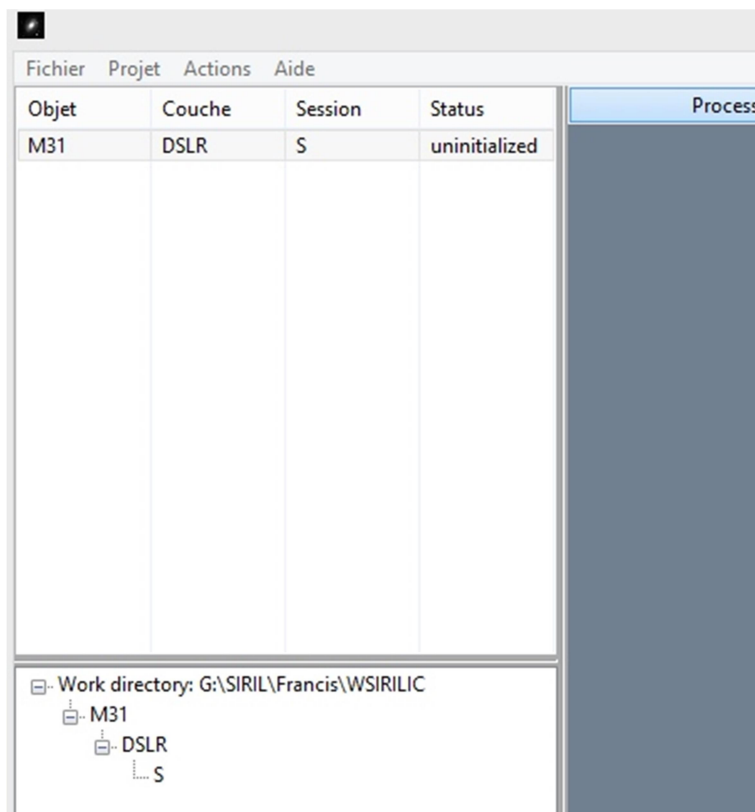 Fichier Projet Actions Aide
Objet Couche Session Status
M31 DSLR S uninitialized
Work directory: G:\SIRIL\Francis\WSIRILIC
M31
DSLR
S